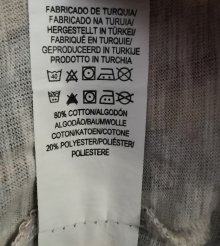 FABRICADO DE TURQUIA/
FABRICADO NA TURUIA/
HERGESTELLT IN TÜRKEI/
FABRIQUÉ EN TURQUIE/
GEPRODUCEERD IN TURKIJE
PRODOTTO IN TURCHIA
80% COTTON/ALGODÓN
ALGODÃO/BAUMWOLLE
COTON/KATOEN/COTONE
20% POLYESTER/POLIÉSTER/
POLIESTERE